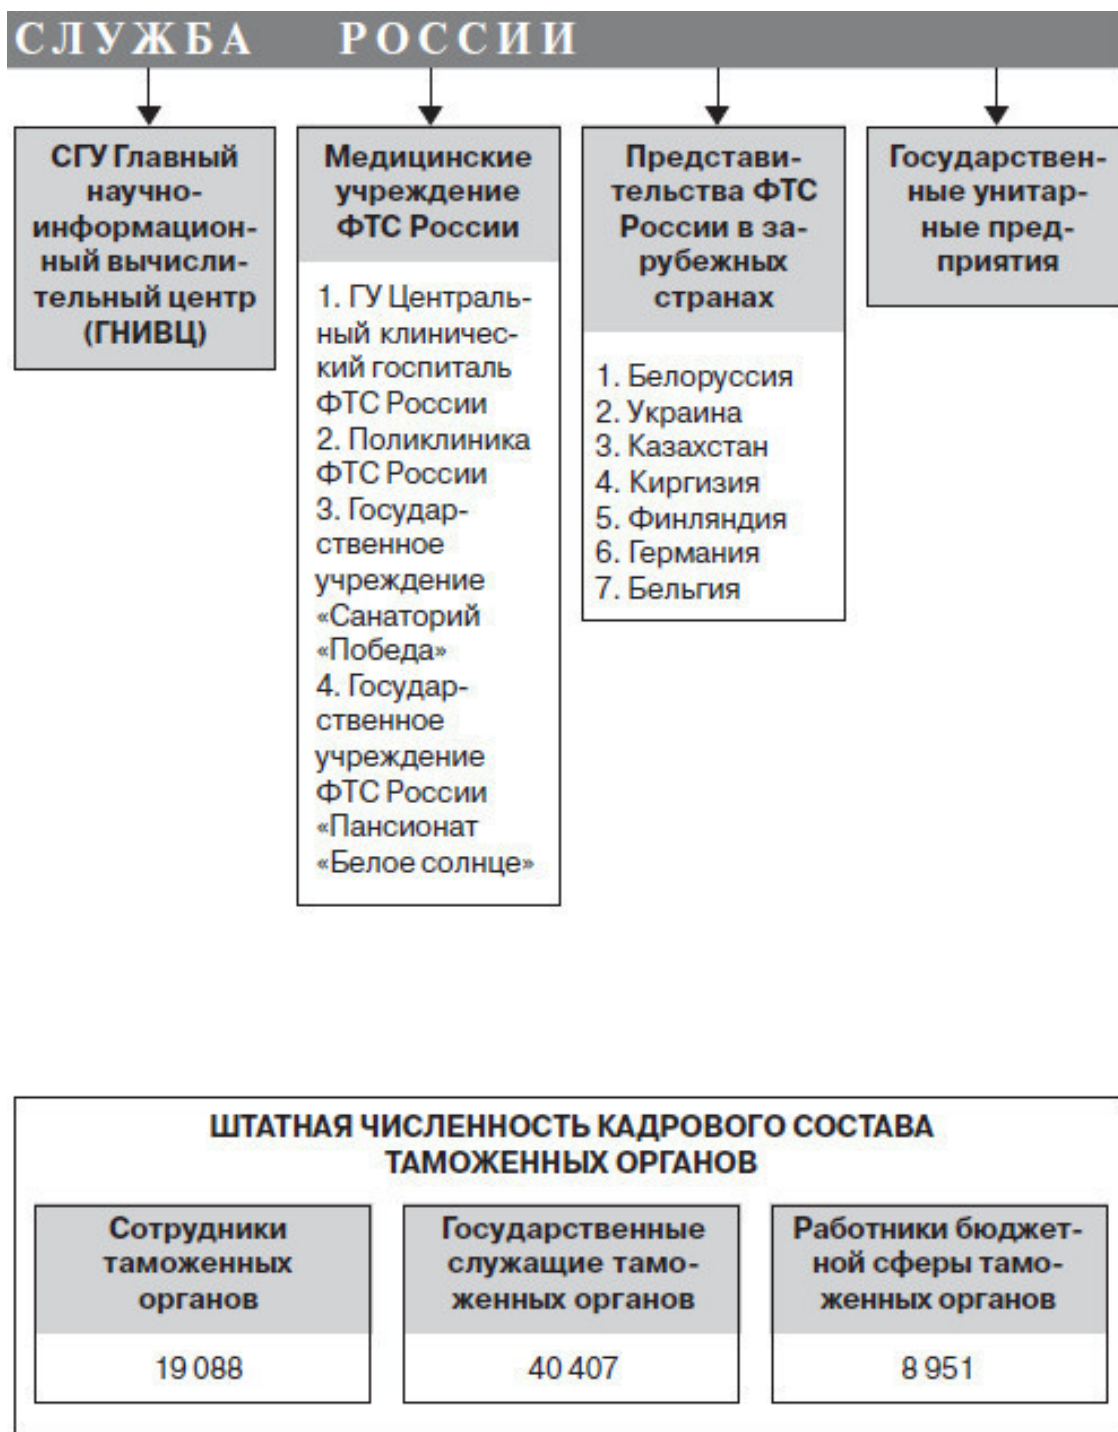 СЛУЖБА РОССИИ
СГУ Главный
научно-
информацион-
ный вычисли-
тельный центр
(ГНИВЦ)
Медицинские
учреждение
ФТС России
1. ГУ Централь-
ный клиничес-
кий госпиталь
ФТС России
2. Поликлиника
ФТС России
3. Государ-
ственное
учреждение
«Санаторий
«Победа»
4. Государ-
ственное
учреждение
ФТС России
«Пансионат
«Белое солнце»
Представи-
тельства ФТС
России в за-
рубежных
странах
1. Белоруссия
2. Украина
3. Казахстан
4. Киргизия
5. Финляндия
6. Германия
7. Бельгия
Государствен-
ные унитар-
ные пред-
приятия
ШТАТНАЯ ЧИСЛЕННОСТЬ КАДРОВОГО СОСТАВА
ТАМОЖЕННЫХ ОРГАНОВ
Сотрудники
таможенных
органов
19 088
Государственные
служащие тамо-
женных органов
40 407
Работники бюджет-
ной сферы тамо-
женных органов
8 951